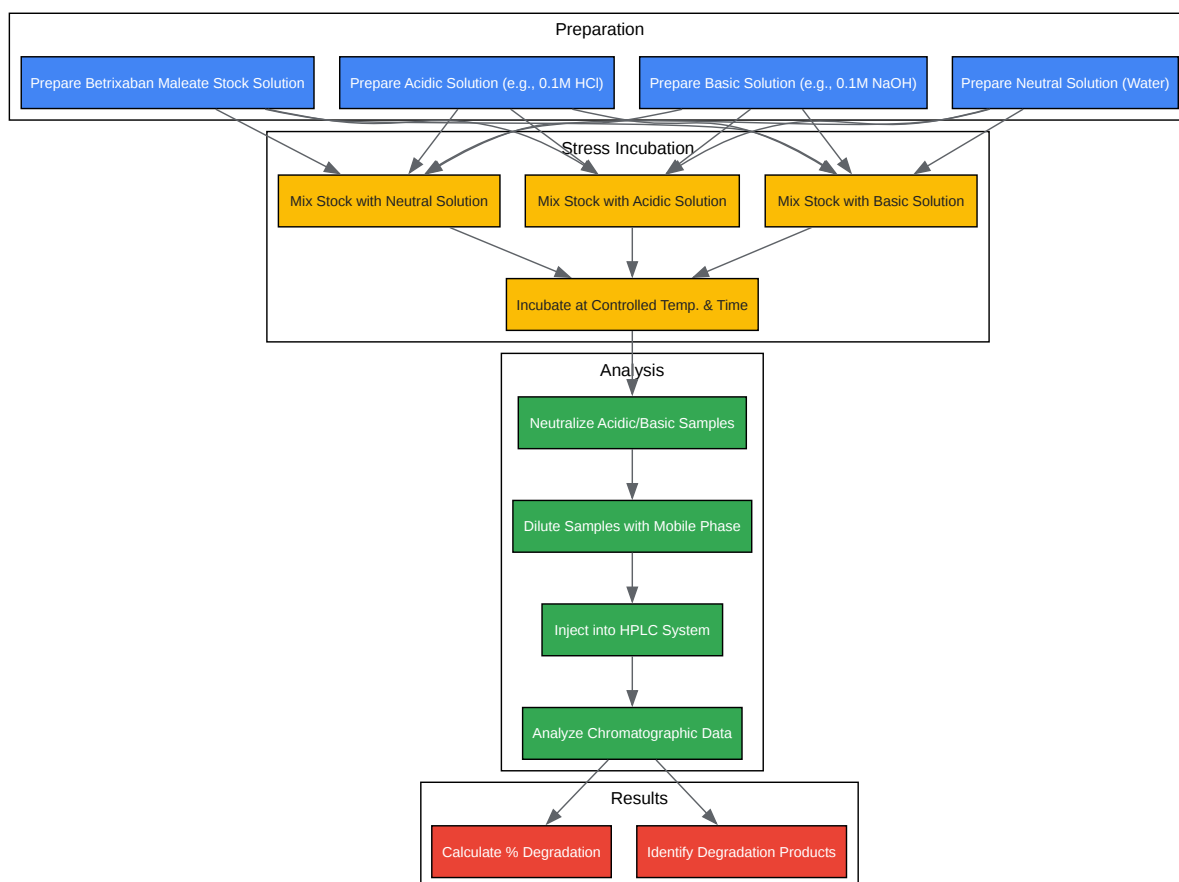 Preparation
Prepare Betrixaban Maleate Stock Solution
Prepare Acidic Solution (e.g., 0.1M HCl)
Prepare Basic Solution (e.g., 0.1M NaOH)
Prepare Neutral Solution (Water)
Stress Incubation
Mix Stock with Neutral Solution
Mix Stock with Acidic Solution
Mix Stock with Basic Solution
Incubate at Controlled Temp. & Time
Analysis
Neutralize Acidic/Basic Samples
Dilute Samples with Mobile Phase
Inject into HPLC System
Analyze Chromatographic Data
Results
Calculate % Degradation
Identify Degradation Products